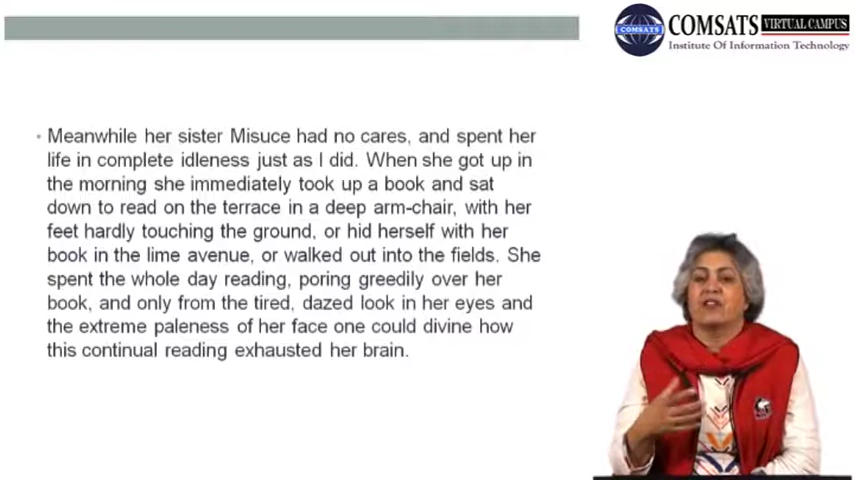 COMSATS
COMSATS VIRTUAL CAMPUS
Institute Of Information Technology
• Meanwhile her sister Misuce had no cares, and spent her
life in complete idleness just as I did. When she got up in
the morning she immediately took up a book and sat
down to read on the terrace in a deep arm-chair, with her
feet hardly touching the ground, or hid herself with her
book in the lime avenue, or walked out into the fields. She
spent the whole day reading, poring greedily over her
book, and only from the tired, dazed look in her eyes and
the extreme paleness of her face one could divine how
this continual reading exhausted her brain.